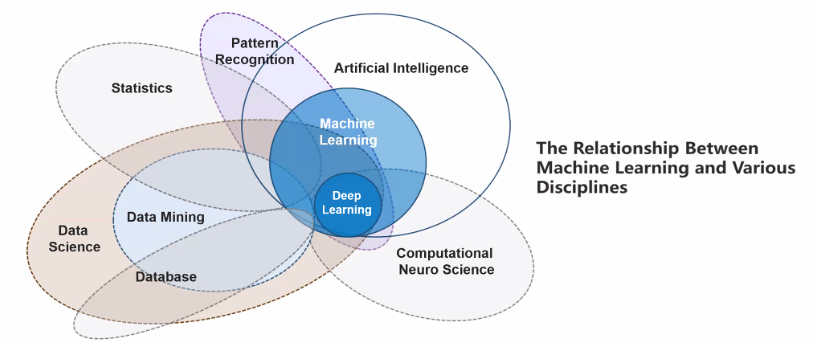 Pattern
Recognition
Artificial Intelligence
Statistics
Machine
Learning
Deep
Learning
Data Mining
Data
Science
Database
Computational
Neuro Science
The Relationship Between
Machine Learning and Various
Disciplines